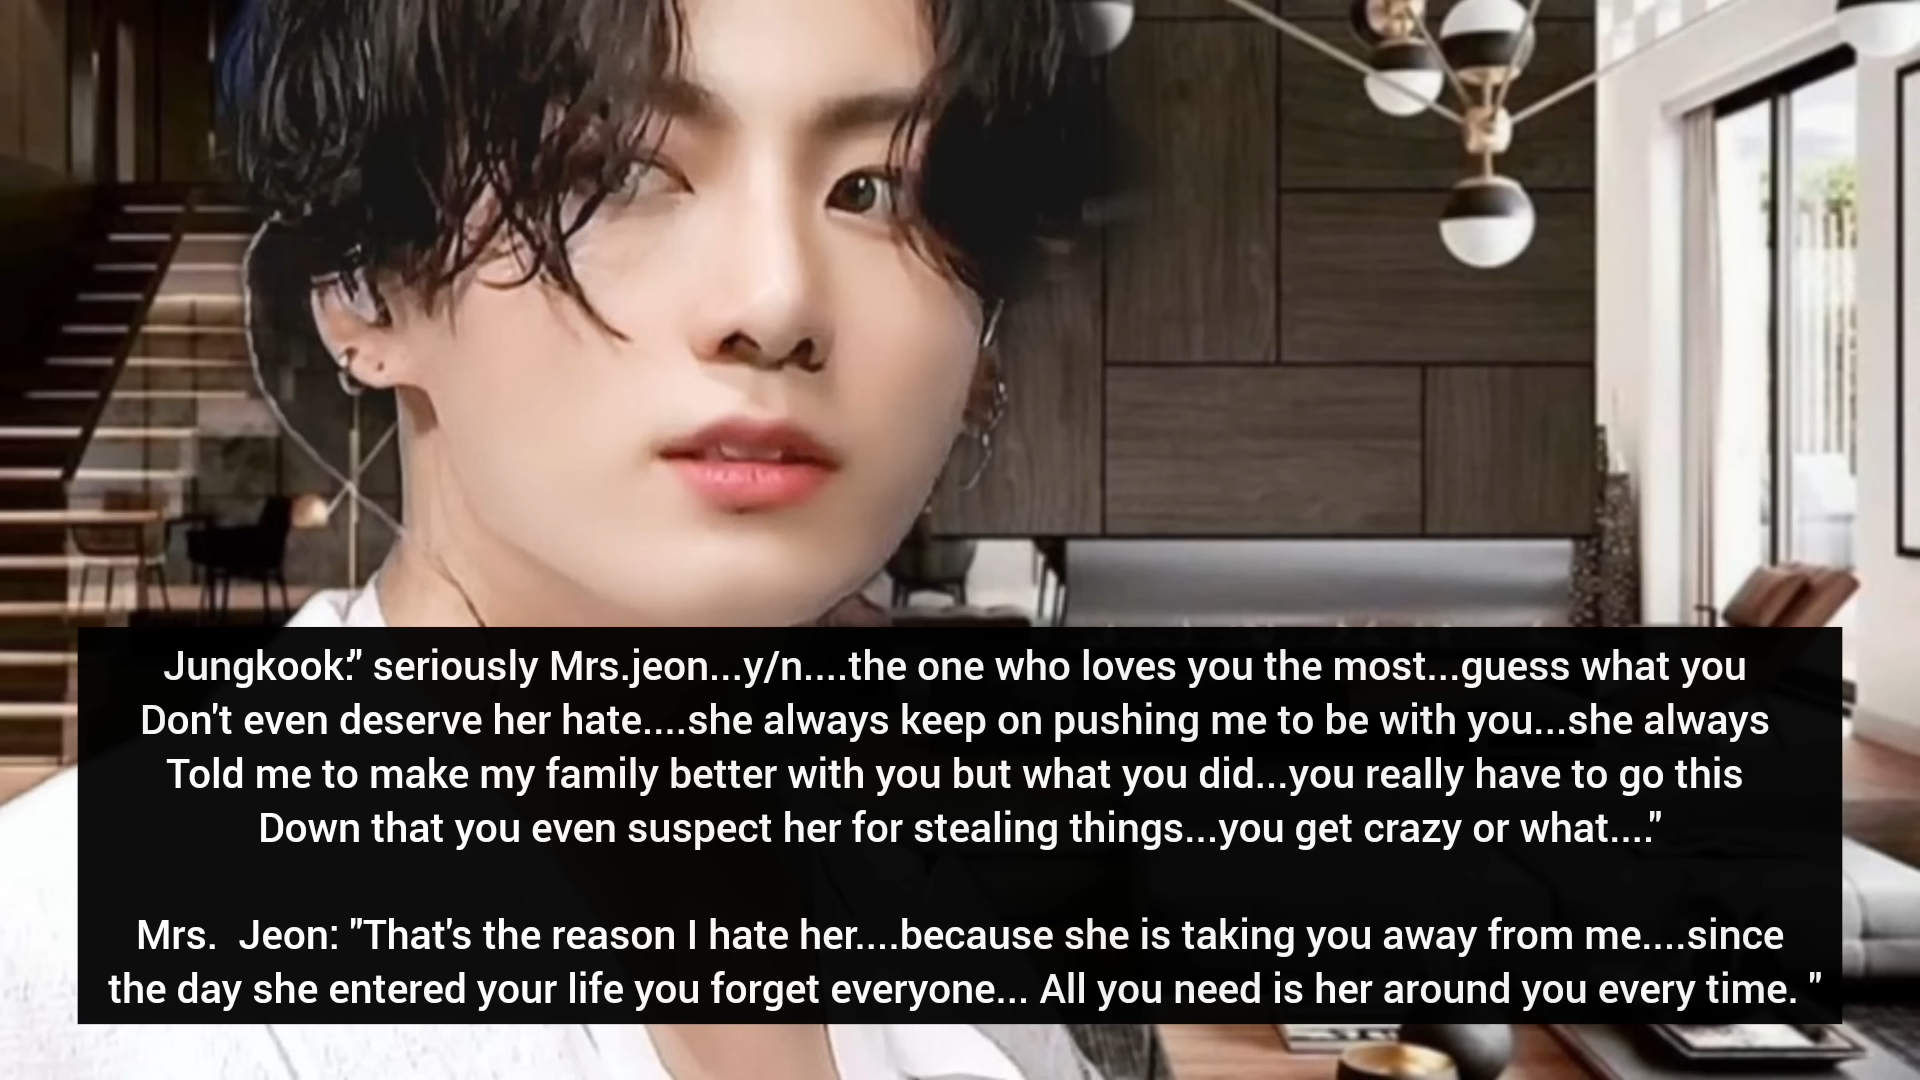 Jungkook:" seriously Mrs.jeon...y/n....the one who loves you the most...guess what you
Don't even deserve her hate....she always keep on pushing me to be with you...she always
Told me to make my family better with you but what you did...you really have to go this
Down that you even suspect her for stealing things...you get crazy or what...."
Mrs.  Jeon: "That's the reason I hate her....because she is taking you away from me....since
the day she entered your life you forget everyone... All you need is her around you every time. "